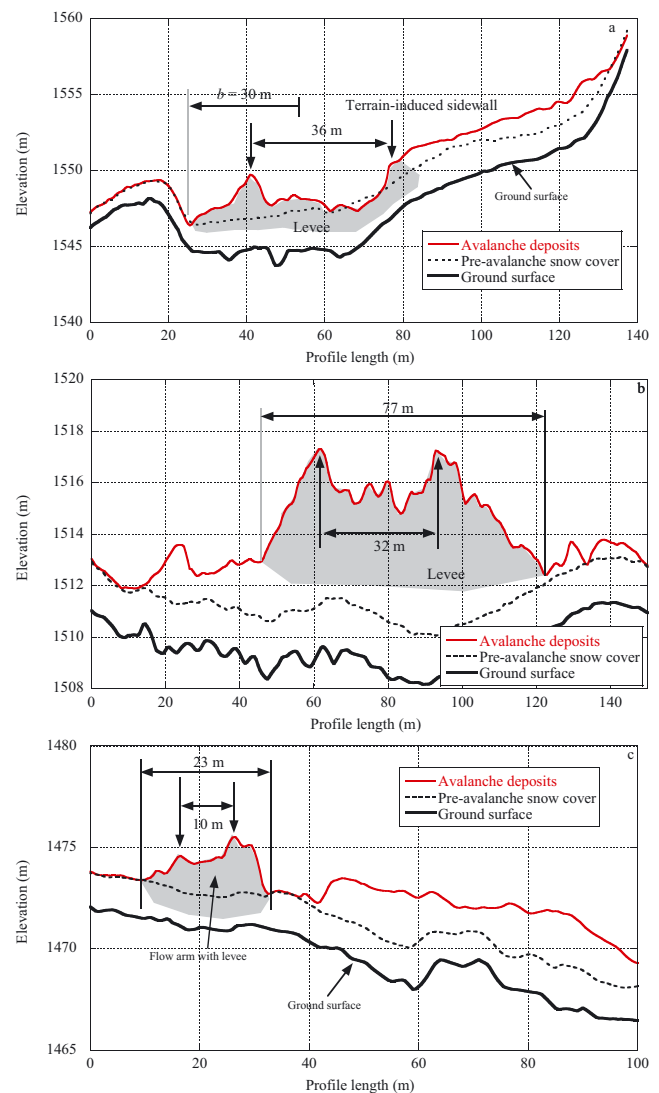 1560
a
b = 30 m
1555
Terrain-induced sidewall
36 m
Elevation (m)
1550
Ground surface
Levee
1545
Avalanche deposits
Pre-avalanche snow cover
Ground surface
1540
0 20 40 60 80 100 120 140
Profile length (m)
1520
b
77 m
1518
1516
Elevation (m)
1514
32 m
Levee
1512
1510
Avalanche deposits
Pre-avalanche snow cover
Ground surface
1508
0 20 40 60 80 100 120 140
Profile length (m)
1480
c
23 m
Avalanche deposits
Pre-avalanche snow cover
Ground surface
10 m
1475
Elevation (m)
1470
Flow arm with levee
Ground surface
1465
0 20 40 60 80 100
Profile length (m)